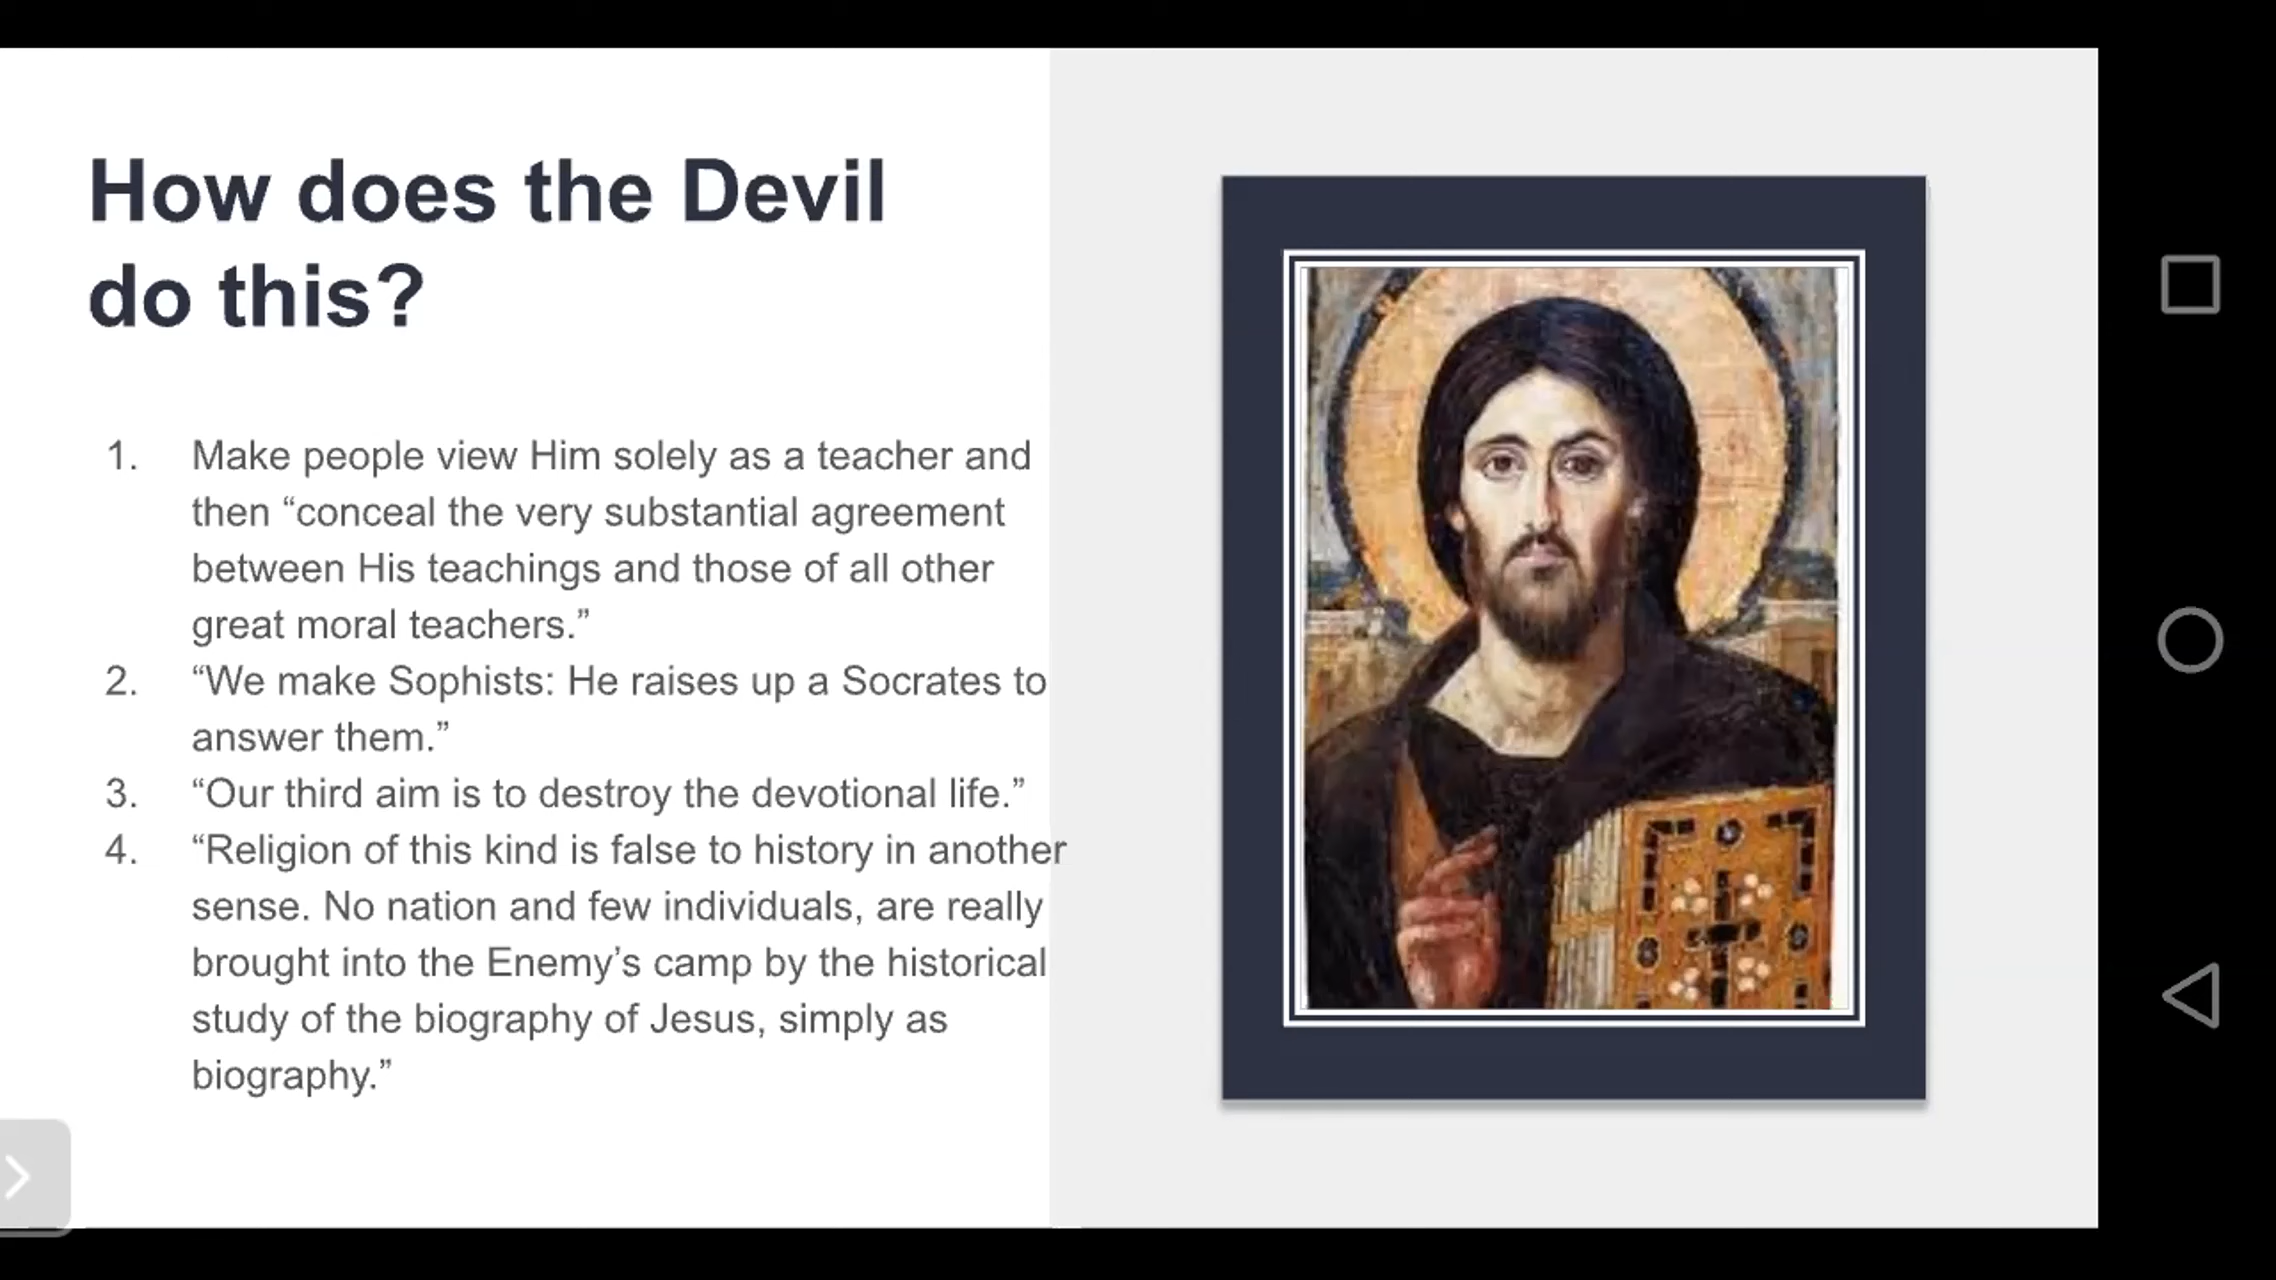 How does the Devil
do this?
1. Make people view Him solely as a teacher and
then “conceal the very substantial agreement
between His teachings and those of all other
great moral teachers.”
2. “We make Sophists: He raises up a Socrates to
answer them.”
3. “Our third aim is to destroy the devotional life.”
4. “Religion of this kind is false to history in another
sense. No nation and few individuals, are really
brought into the Enemy’s camp by the historical
study of the biography of Jesus, simply as
biography.”